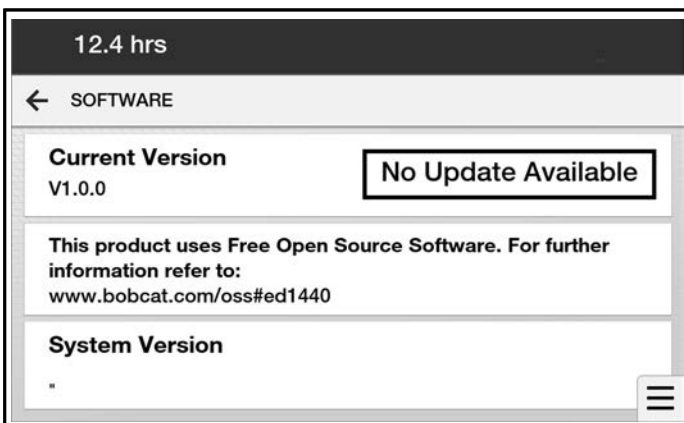 12.4 hrs
SOFTWARE
Current Version
V1.0.0
No Update Available
This product uses Free Open Source Software. For further
information refer to:
www.bobcat.com/oss#ed1440
System Version
"